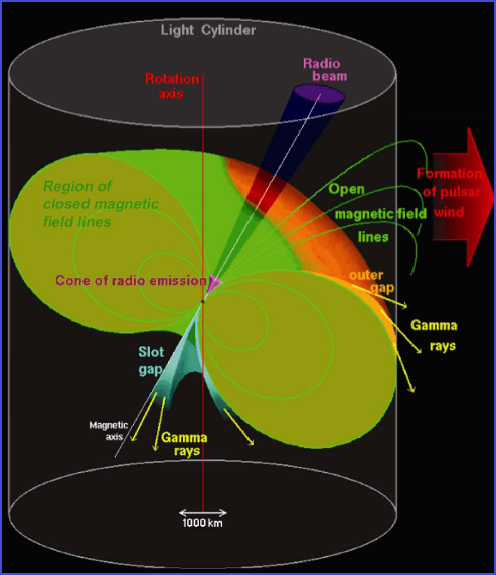 Light Cylinder
Radio
beam
Rotation
axis
Region of
closed magnetic
field lines
Open
magnetic field
lines
Formation
of pulsar
wind
Cone of radio emission
outer
gap
Gamma
rays
Slot
gap
Magnetic
axis
Gamma
rays
1000 km